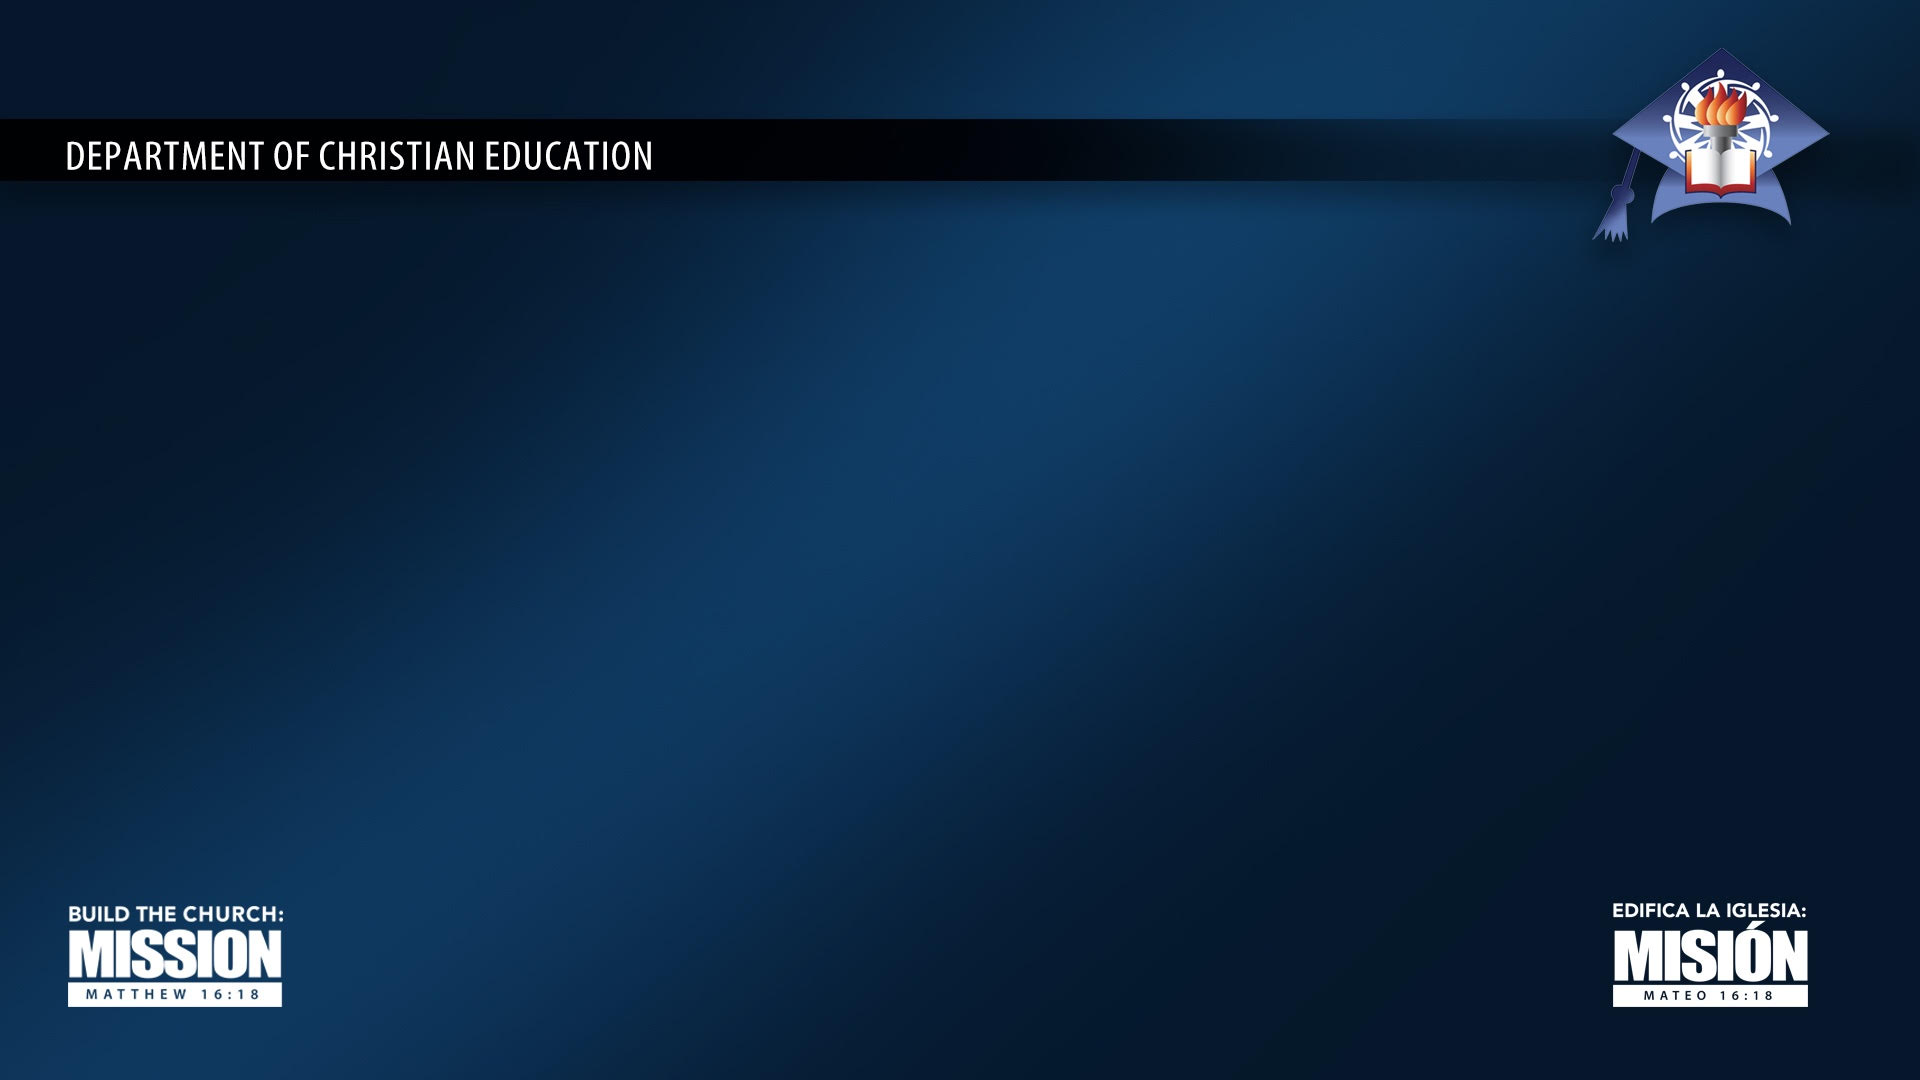 DEPARTMENT OF CHRISTIAN EDUCATION
BUILD THE CHURCH:
MISSION
MATTHEW 16:18
EDIFICA LA IGLESIA:
MISIÓN
MATEO 16:18